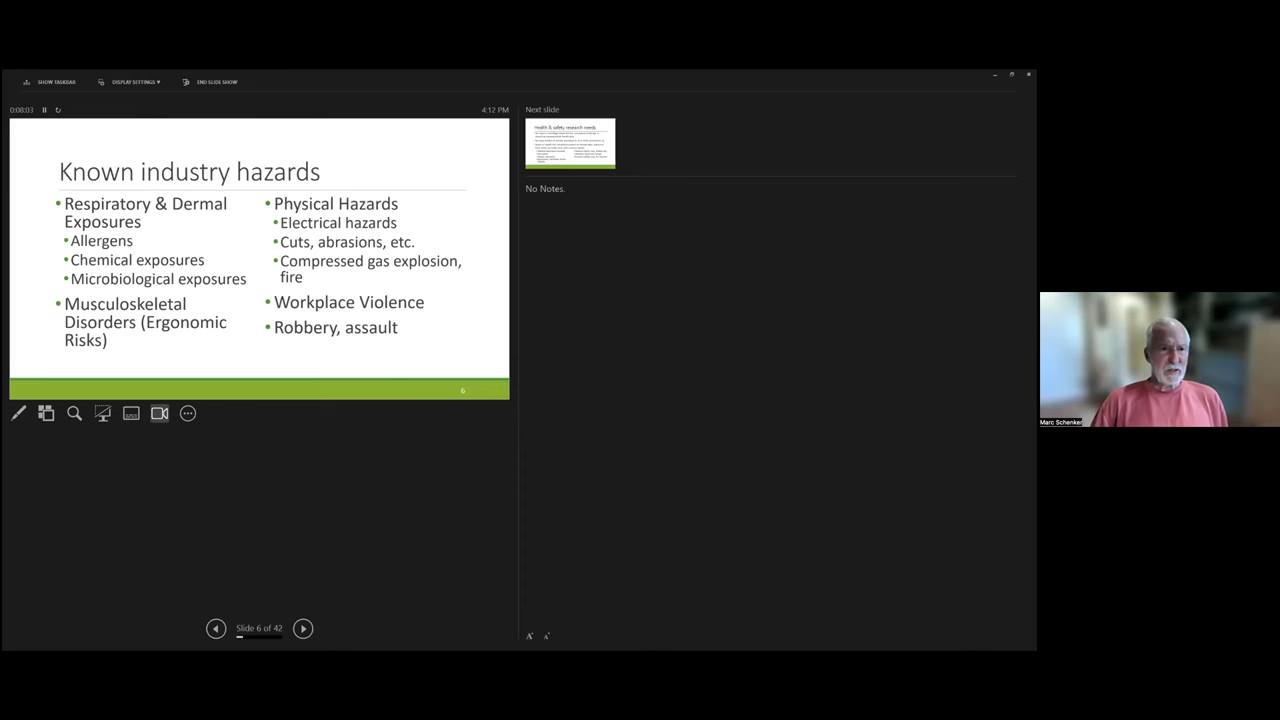 SHOW TASKBAR
DISPLAY SETTINGS ▼
END SLIDE SHOW
0:08:03
4:12 PM
Known industry hazards
• Respiratory & Dermal
Exposures
• Allergens
• Chemical exposures
• Microbiological exposures
• Musculoskeletal
Disorders (Ergonomic
Risks)
• Physical Hazards
• Electrical hazards
• Cuts, abrasions, etc.
• Compressed gas explosion,
fire
• Workplace Violence
• Robbery, assault
6
Slide 6 of 42
Next slide
Health & safety research needs
No Notes.
A
A
Marc Schenker